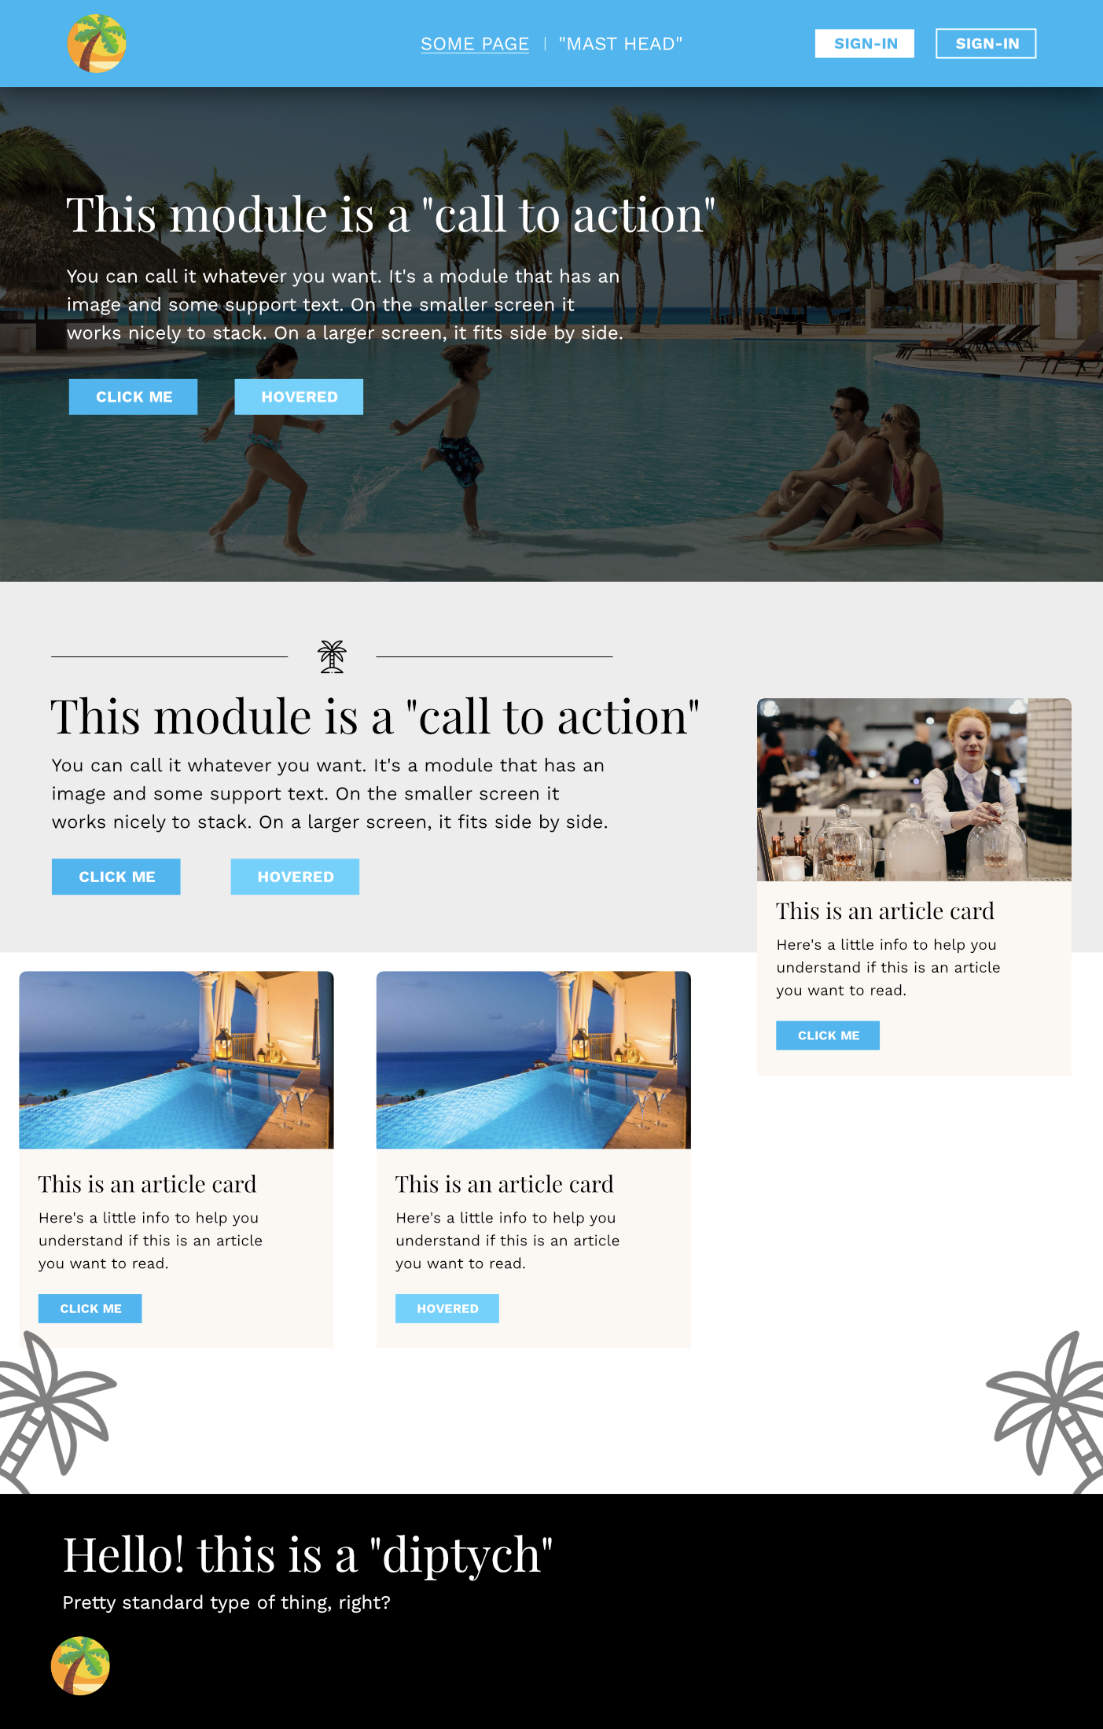 SOME PAGE | "MAST HEAD"
SIGN-IN
SIGN-IN
This module is a "call to action"
You can call it whatever you want. It's a module that has an
image and some support text. On the smaller screen it
works nicely to stack. On a larger screen, it fits side by side.
CLICK ME
HOVERED
This module is a "call to action"
You can call it whatever you want. It's a module that has an
image and some support text. On the smaller screen it
works nicely to stack. On a larger screen, it fits side by side.
CLICK ME
HOVERED
This is an article card
Here's a little info to help you
understand if this is an article
you want to read.
CLICK ME
This is an article card
Here's a little info to help you
understand if this is an article
you want to read.
CLICK ME
This is an article card
Here's a little info to help you
understand if this is an article
you want to read.
HOVERED
Hello! this is a "diptych"
Pretty standard type of thing, right?